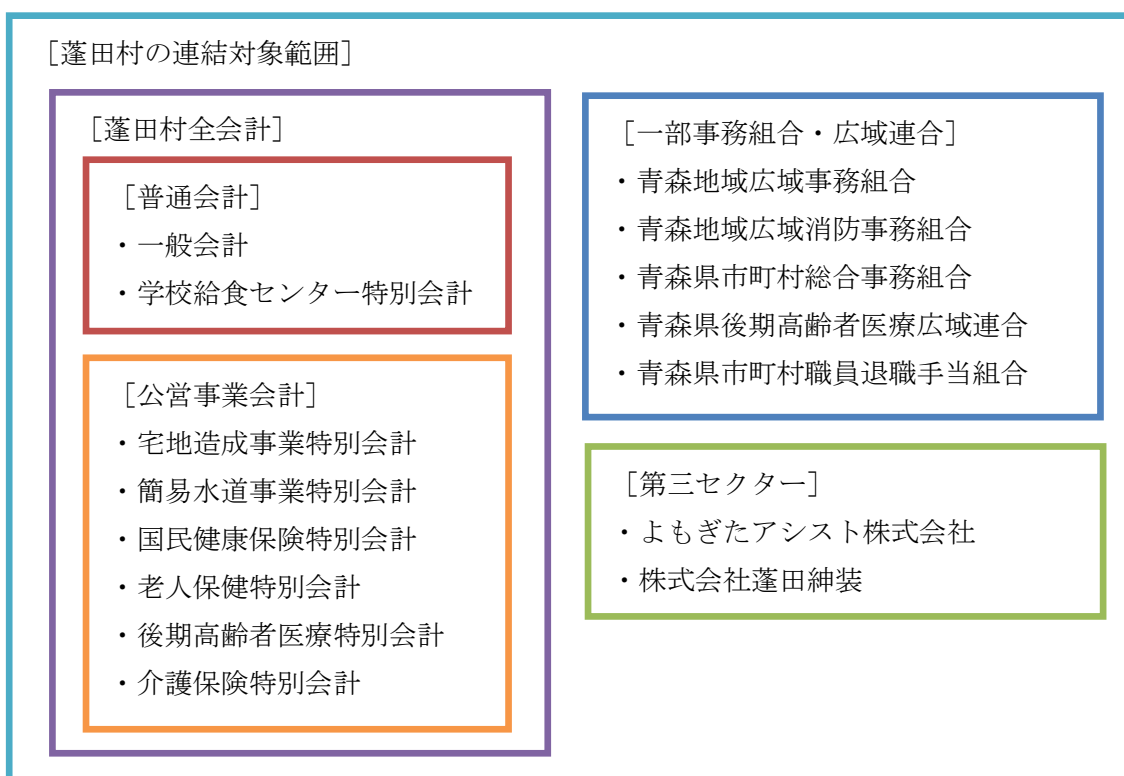 ［蓬田村の連結対象範囲］
［蓬田村全会計］
［普通会計］
・一般会計
・学校給食センター特別会計
［公営事業会計］
・宅地造成事業特別会計
・簡易水道事業特別会計
・国民健康保険特別会計
・老人保健特別会計
・後期高齢者医療特別会計
・介護保険特別会計
［一部事務組合・広域連合］
・青森地域広域事務組合
・青森地域広域消防事務組合
・青森県市町村総合事務組合
・青森県後期高齢者医療広域連合
・青森県市町村職員退職手当組合
［第三セクター］
・よもぎたアシスト株式会社
・株式会社蓬田紳装